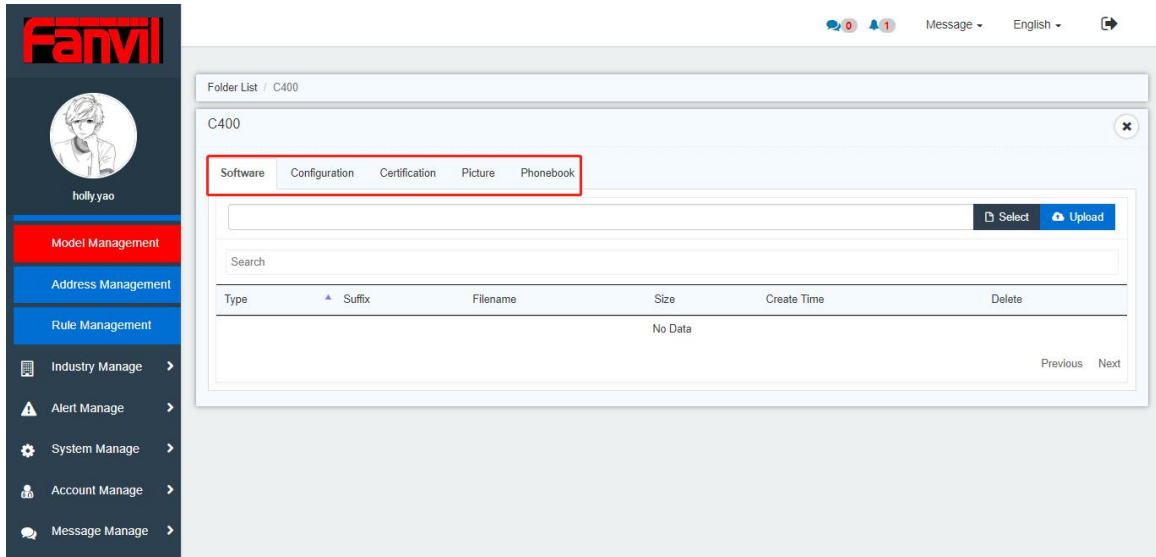 Fanvil
0 1 Message English
Folder List / C400
C400
Software Configuration Certification Picture Phonebook
Select Upload
Search
Type Suffix Filename Size Create Time Delete
No Data
Previous Next
holly.yao
Model Management
Address Management
Rule Management
Industry Manage
Alert Manage
System Manage
Account Manage
Message Manage